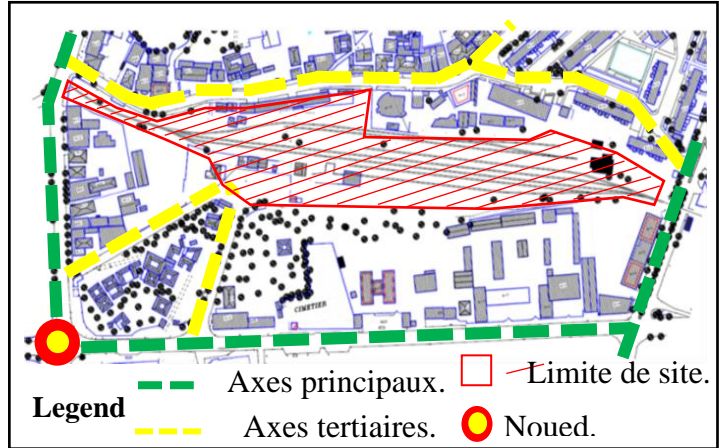 CIMETIER
Axes principaux. Limite de site.
Legend
Axes tertiaires. Noued.